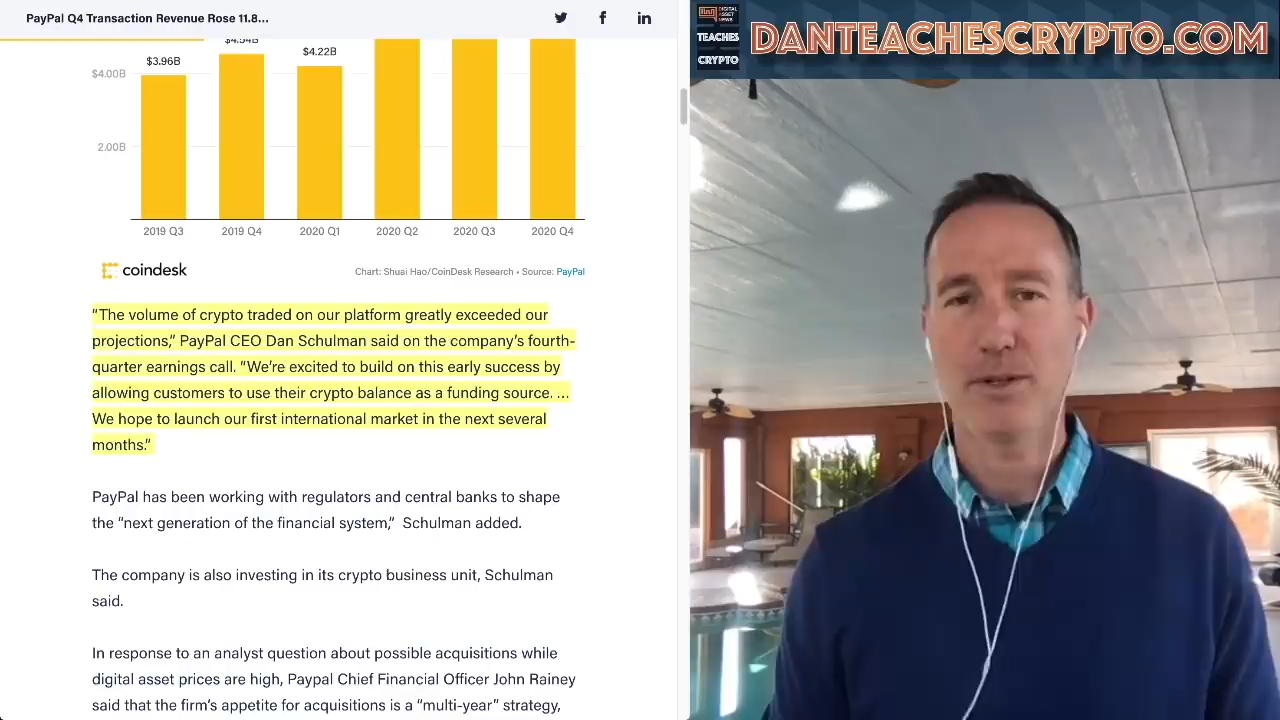 PayPal Q4 Transaction Revenue Rose 11.8...
$4.54B
$3.96B
$4.22B
$4.00B
2.00B
2019 Q3
2019 Q4
2020 Q1
2020 Q2
2020 Q3
2020 Q4
coindesk
Chart: Shuai Hao/CoinDesk Research • Source: PayPal
“The volume of crypto traded on our platform greatly exceeded our
projections,” PayPal CEO Dan Schulman said on the company’s fourth-
quarter earnings call. “We’re excited to build on this early success by
allowing customers to use their crypto balance as a funding source. …
We hope to launch our first international market in the next several
months.”
PayPal has been working with regulators and central banks to shape
the “next generation of the financial system,” Schulman added.
The company is also investing in its crypto business unit, Schulman
said.
In response to an analyst question about possible acquisitions while
digital asset prices are high, Paypal Chief Financial Officer John Rainey
said that the firm’s appetite for acquisitions is a “multi-year” strategy,
DIGITAL
ASSET
NEWS
TEACHES
CRYPTO
DANTEACHESCRYPTO.COM